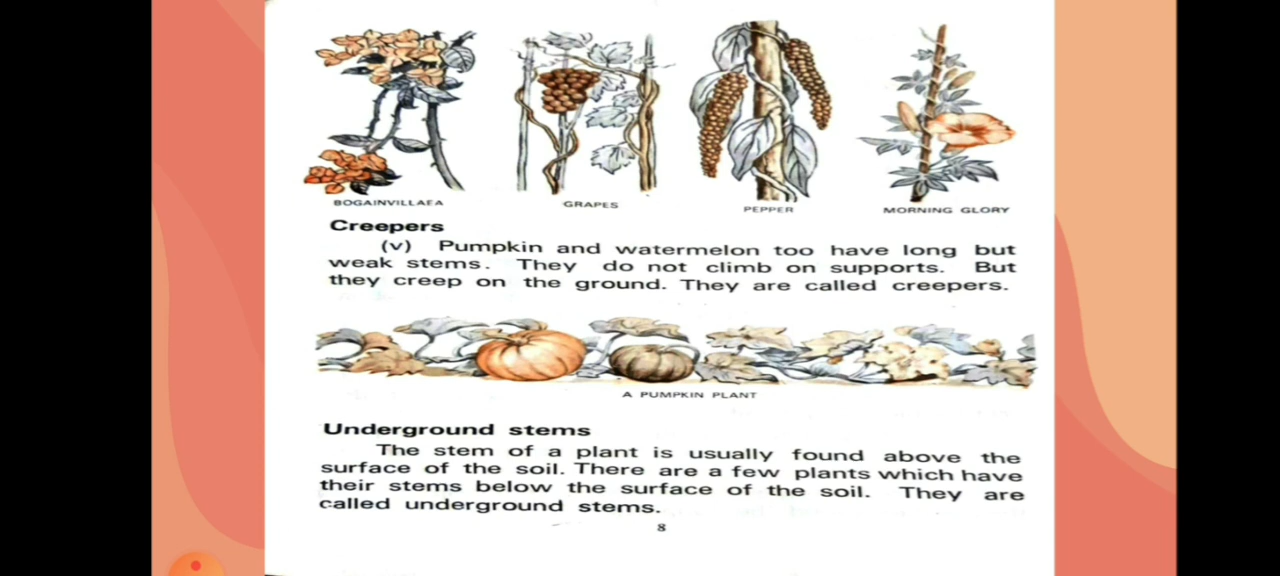 BOGAINVILLAEA
GRAPES
PEPPER
MORNING GLORY
Creepers
(v) Pumpkin and watermelon too have long but
weak stems. They do not climb on supports. But
they creep on the ground. They are called creepers.
A PUMPKIN PLANT
Underground stems
The stem of a plant is usually found above the
surface of the soil. There are a few plants which have
their stems below the surface of the soil. They are
called underground stems.
8